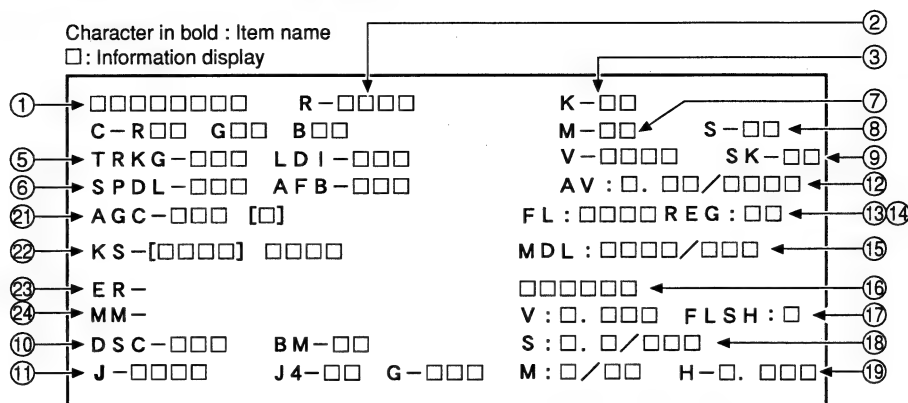 Character in bold : Item name ②
□ : Information display ③
① □□□□□□□□ R−□□□□ K−□□ ⑦
C−R□□ G□□ B□□ M−□□ S−□□ ⑧
⑤ TRKG−□□□ LDI−□□□ V−□□□□ SK−□□ ⑨
⑥ SPDL−□□□ AFB−□□□ AV : □. □□/□□□□ ⑫
㉑ AGC−□□□ [□] FL : □□□□ REG : □□ ⑬⑭
㉒ KS−[□□□□] □□□□ MDL : □□□□/□□□ ⑮
㉓ ER− □□□□□□ ⑯
㉔ MM− V : □. □□□ FLSH : □ ⑰
⑩ DSC−□□□ BM−□□ S : □. □/□□□ ⑱
⑪ J−□□□□ J4−□□ G−□□□ M : □/□□ H−□. □□□ ⑲